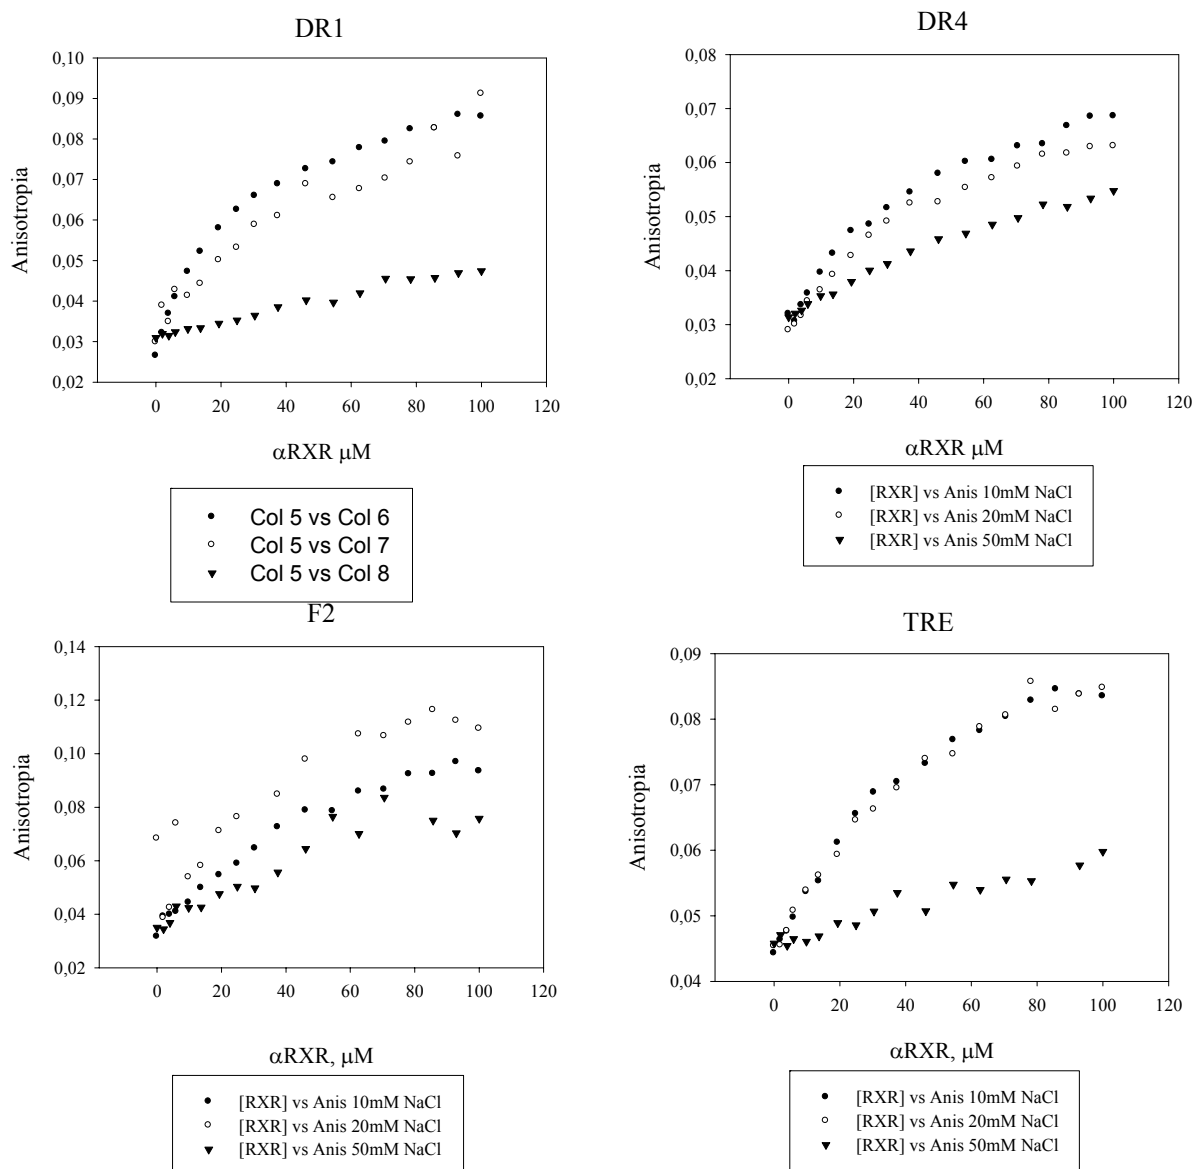 DR1
0,10
0,09
0,08
0,07
0,06
0,05
0,04
0,03
0,02
Anisotropia
0 20 40 60 80 100 120
αRXR μM
Col 5 vs Col 6
Col 5 vs Col 7
Col 5 vs Col 8
DR4
0,08
0,07
0,06
0,05
0,04
0,03
0,02
Anisotropia
0 20 40 60 80 100 120
αRXR μM
[RXR] vs Anis 10mM NaCl
[RXR] vs Anis 20mM NaCl
[RXR] vs Anis 50mM NaCl
F2
0,14
0,12
0,10
0,08
0,06
0,04
0,02
Anisotropia
0 20 40 60 80 100 120
αRXR, μM
[RXR] vs Anis 10mM NaCl
[RXR] vs Anis 20mM NaCl
[RXR] vs Anis 50mM NaCl
TRE
0,09
0,08
0,07
0,06
0,05
0,04
Anisotropia
0 20 40 60 80 100 120
αRXR, μM
[RXR] vs Anis 10mM NaCl
[RXR] vs Anis 20mM NaCl
[RXR] vs Anis 50mM NaCl